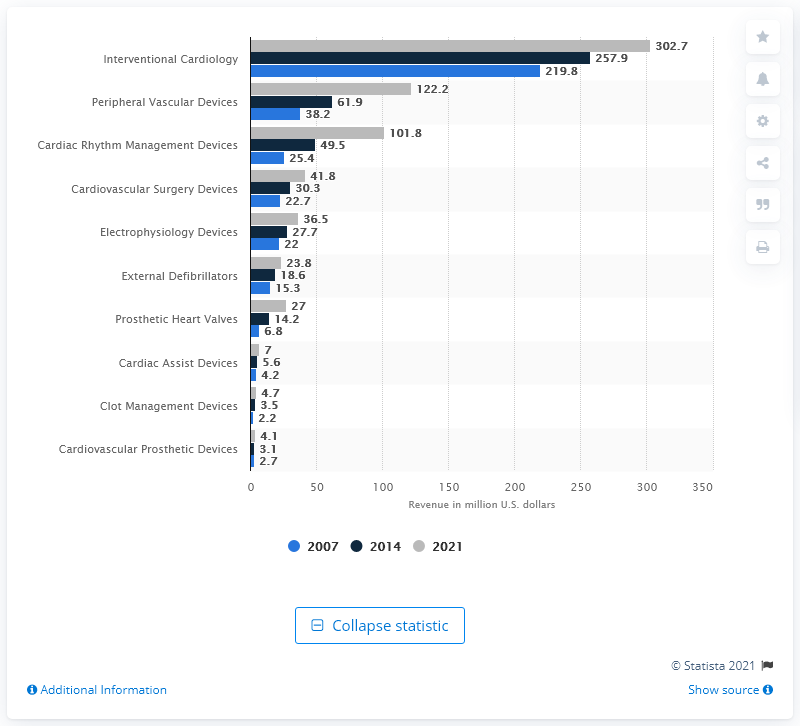 302.7
Interventional Cardiology 257.9
219.8
122.2
Peripheral Vascular Devices 61.9
38.2
101.8
Cardiac Rhythm Management Devices 49.5
25.4
41.8
Cardiovascular Surgery Devices 30.3
22.7
36.5
Electrophysiology Devices 27.7
22
23.8
External Defibrillators 18.6
15.3
27
Prosthetic Heart Valves 14.2
6.8
7
Cardiac Assist Devices 5.6
4.2
4.7
Clot Management Devices 3.5
2.2
4.1
Cardiovascular Prosthetic Devices 3.1
2.7
0 50 100 150 200 250 300 350
Revenue in million U.S. dollars
2007 2014 2021
Collapse statistic
© Statista 2021
Additional Information Show source